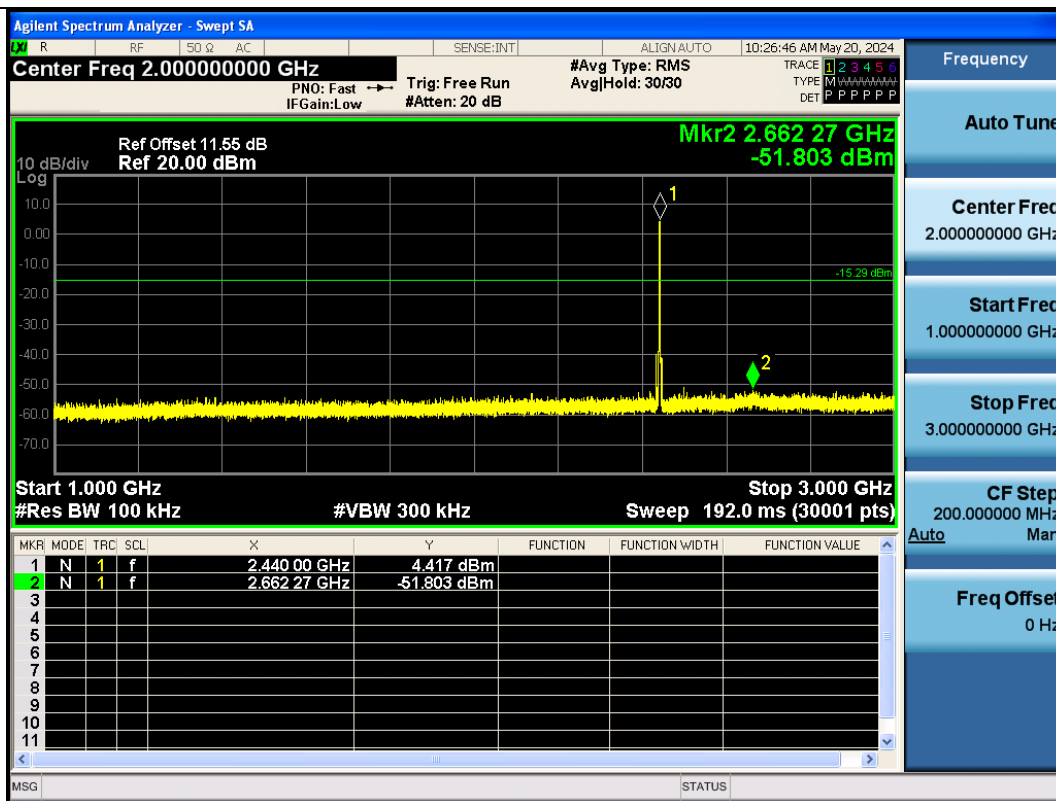 Agilent Spectrum Analyzer - Swept SA
LXI R RF 50 Ω AC SENSE:INT ALIGN AUTO 10:26:46 AM May 20, 2024
Center Freq 2.000000000 GHz
PNO: Fast
IFGain:Low
Trig: Free Run
#Atten: 20 dB
#Avg Type: RMS
Avg|Hold: 30/30
TRACE 1 2 3 4 5 6
TYPE M
DET P P P P P P
Frequency
Auto Tune
Center Freq
2.000000000 GHz
Start Freq
1.000000000 GHz
Stop Freq
3.000000000 GHz
CF Step
200.000000 MHz
Auto Man
Freq Offset
0 Hz
Mkr2 2.662 27 GHz
-51.803 dBm
Ref Offset 11.55 dB
10 dB/div Ref 20.00 dBm
Log
1
10.0
0.00
-10.0
-15.29 dBm
-20.0
-30.0
-40.0
2
-50.0
-60.0
-70.0
Start 1.000 GHz Stop 3.000 GHz
#Res BW 100 kHz #VBW 300 kHz Sweep 192.0 ms (30001 pts)
MKR MODE TRC SCL X Y FUNCTION FUNCTION WIDTH FUNCTION VALUE
1 N 1 f 2.440 00 GHz 4.417 dBm
2 N 1 f 2.662 27 GHz -51.803 dBm
3
4
5
6
7
8
9
10
11
MSG STATUS